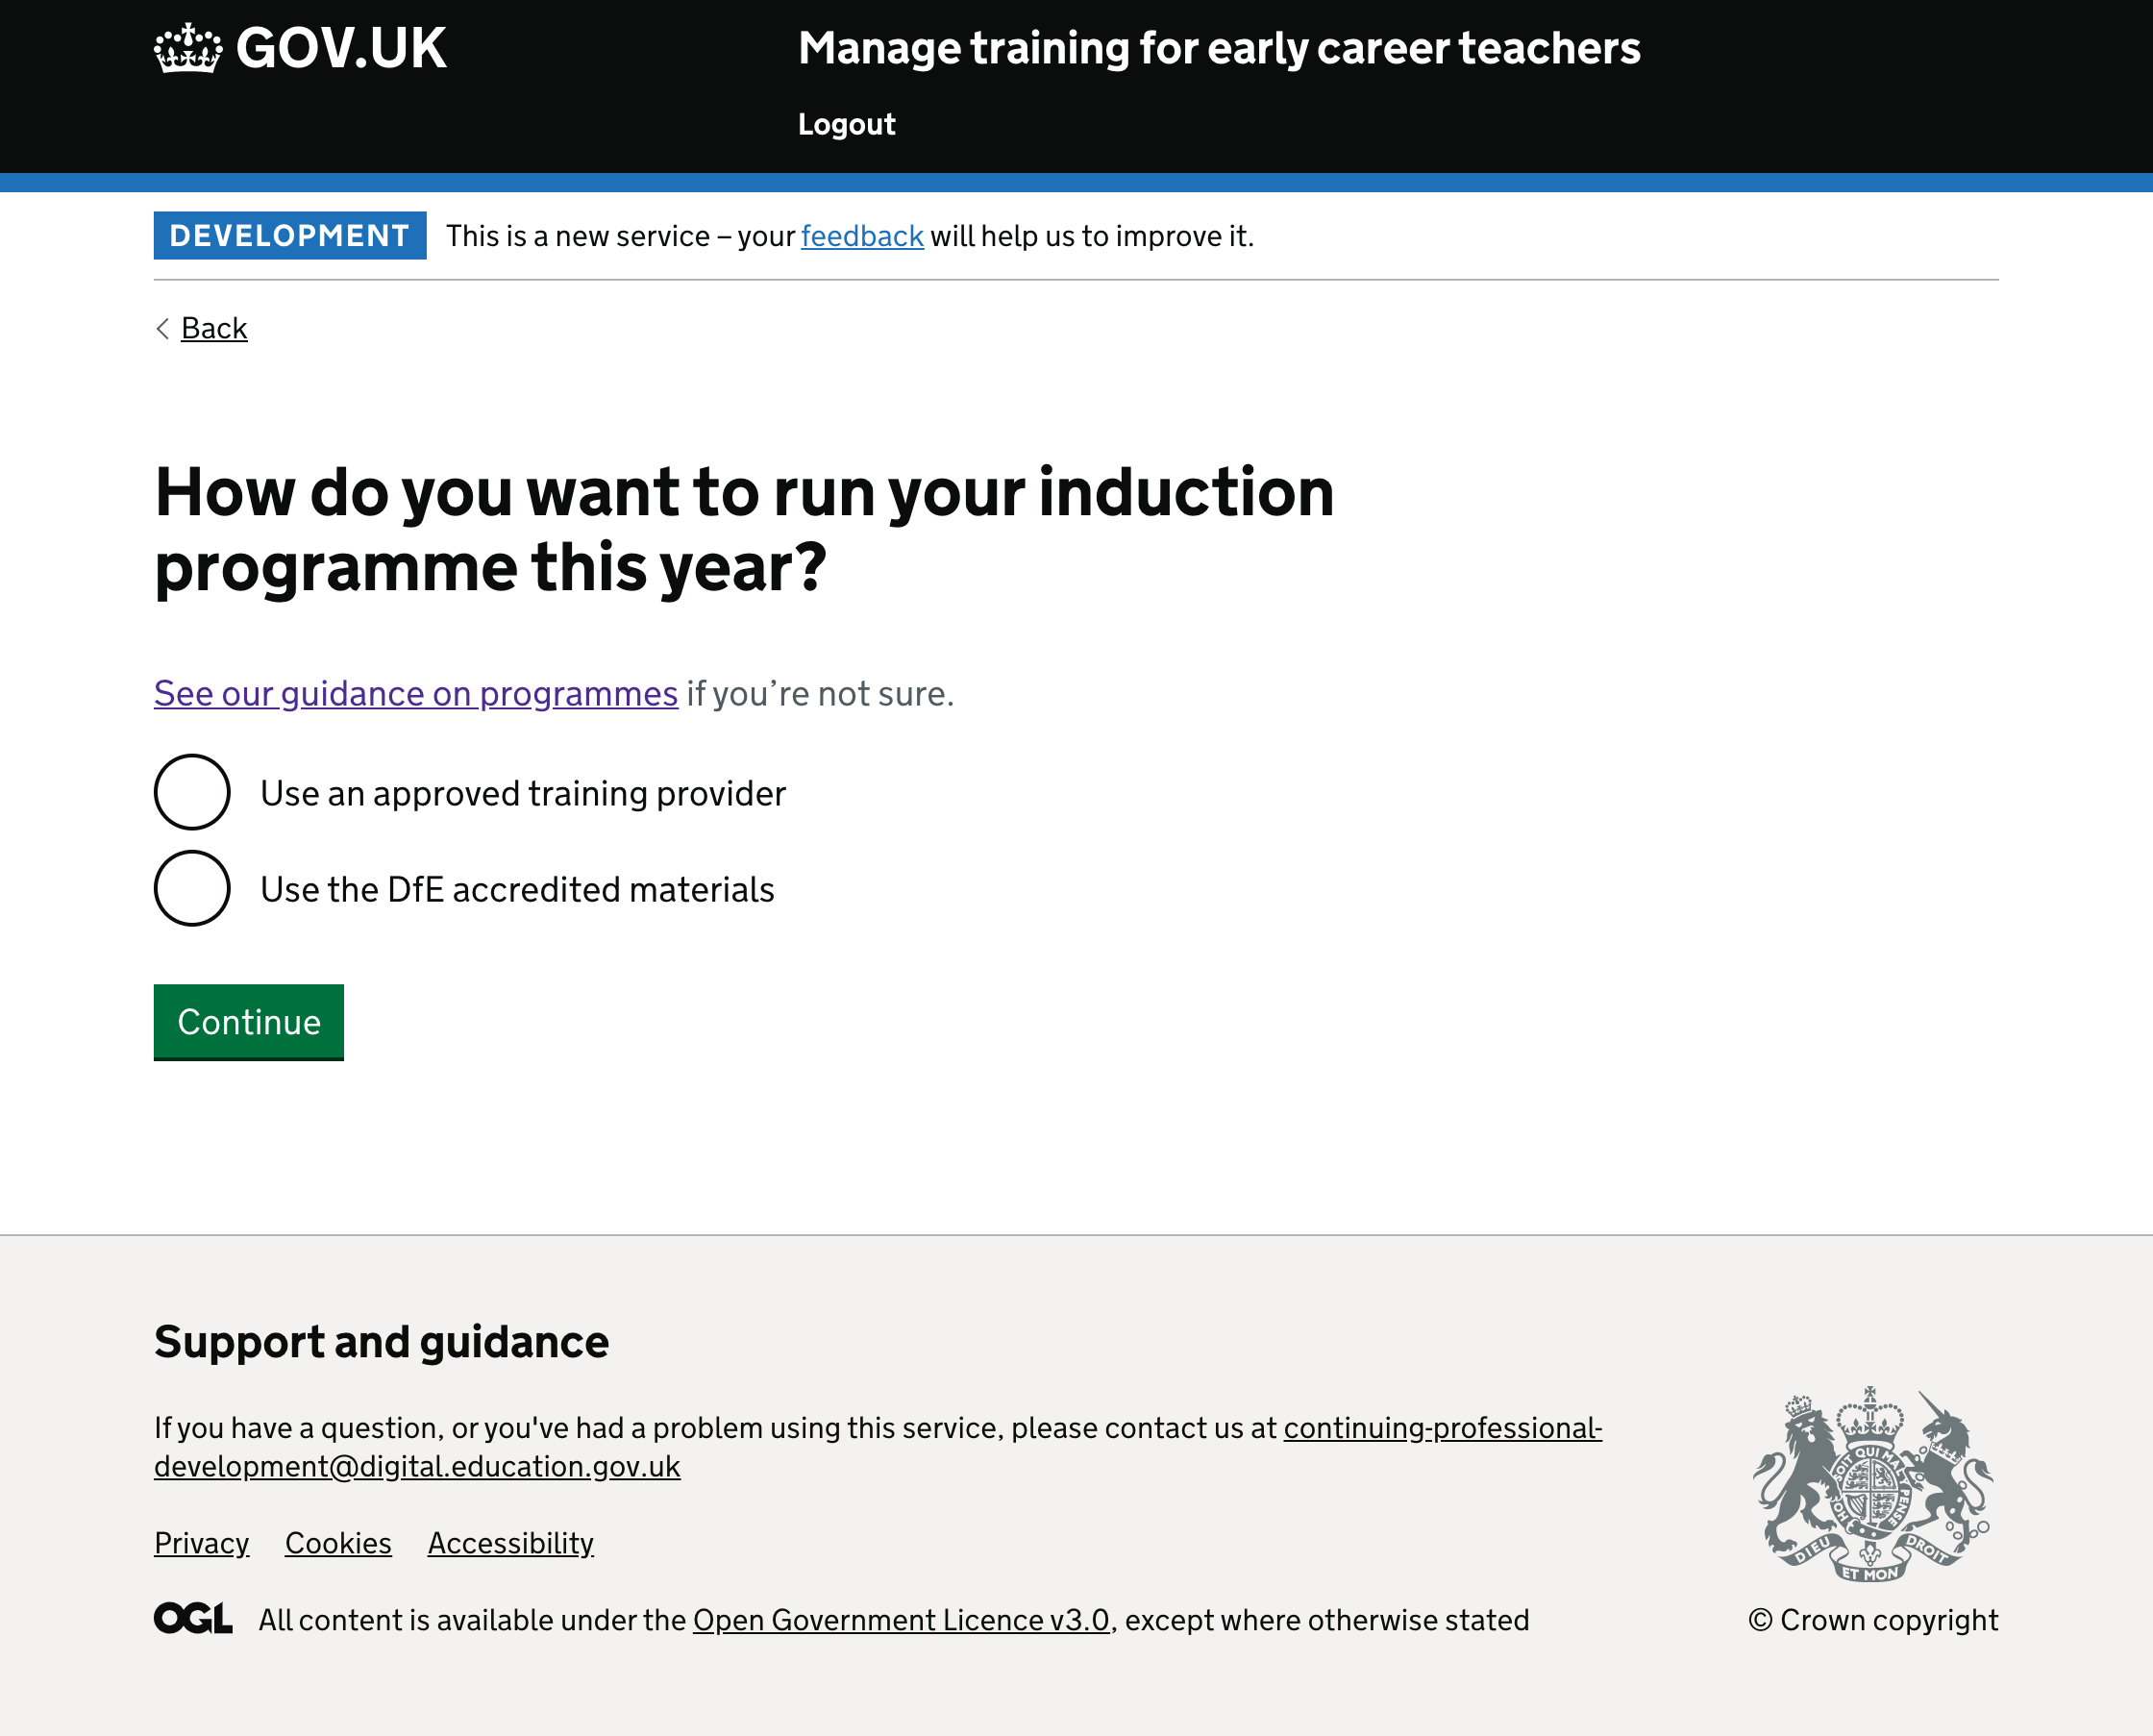 GOV.UK
Manage training for early career teachers
Logout
DEVELOPMENT This is a new service – your feedback will help us to improve it.
Back
How do you want to run your induction
programme this year?
See our guidance on programmes if you’re not sure.
Use an approved training provider
Use the DfE accredited materials
Continue
Support and guidance
If you have a question, or you've had a problem using this service, please contact us at continuing-professional-
development@digital.education.gov.uk
Privacy Cookies Accessibility
OGL All content is available under the Open Government Licence v3.0, except where otherwise stated
HONI SOIT QUI MAL Y PENSE
DIEU ET MON DROIT
© Crown copyright